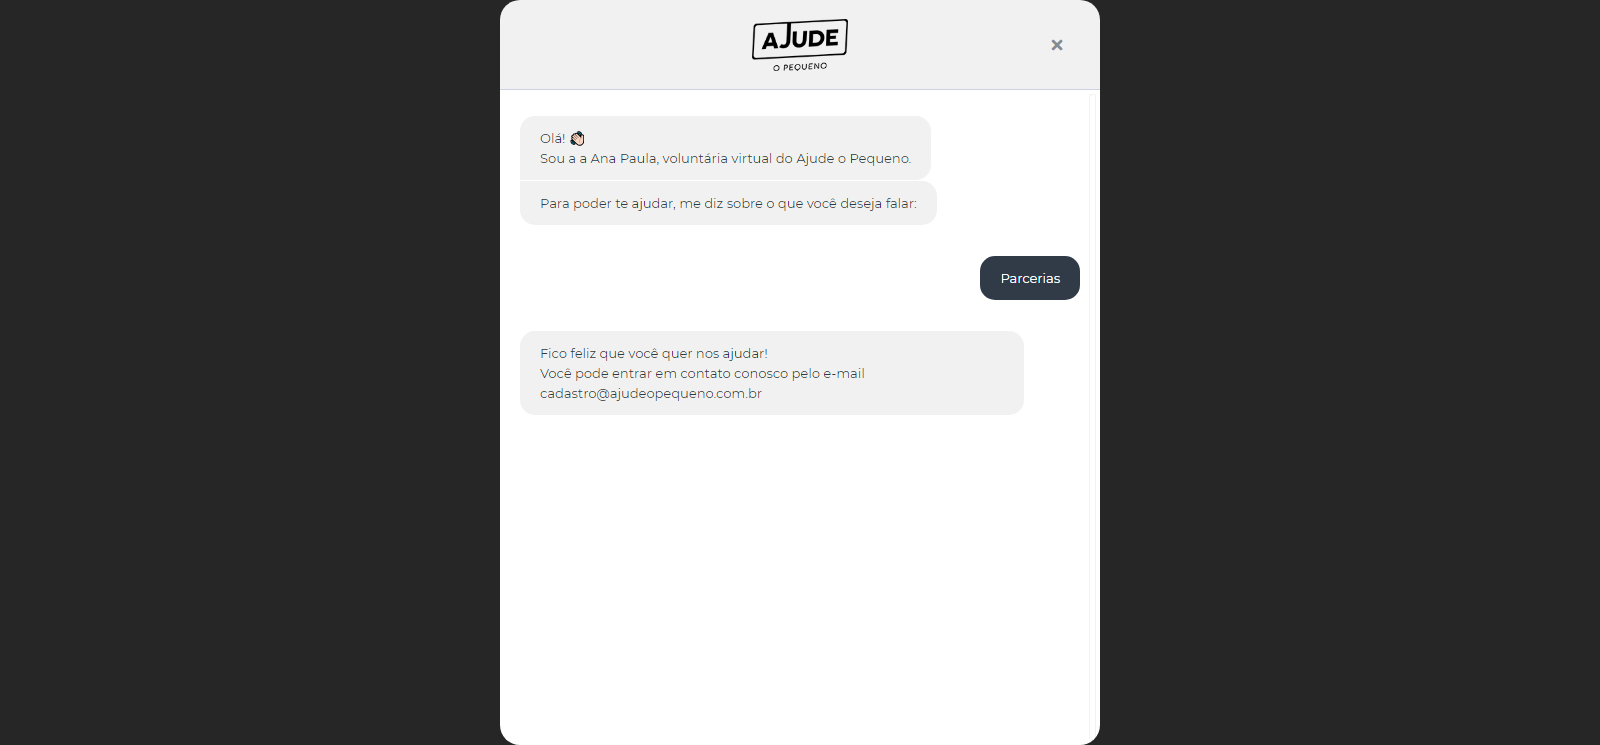 AJUDE
O PEQUENO
Olá! 👏🏻
Sou a a Ana Paula, voluntária virtual do Ajude o Pequeno.
Para poder te ajudar, me diz sobre o que você deseja falar:
Parcerias
Fico feliz que você quer nos ajudar!
Você pode entrar em contato conosco pelo e-mail
cadastro@ajudeopequeno.com.br